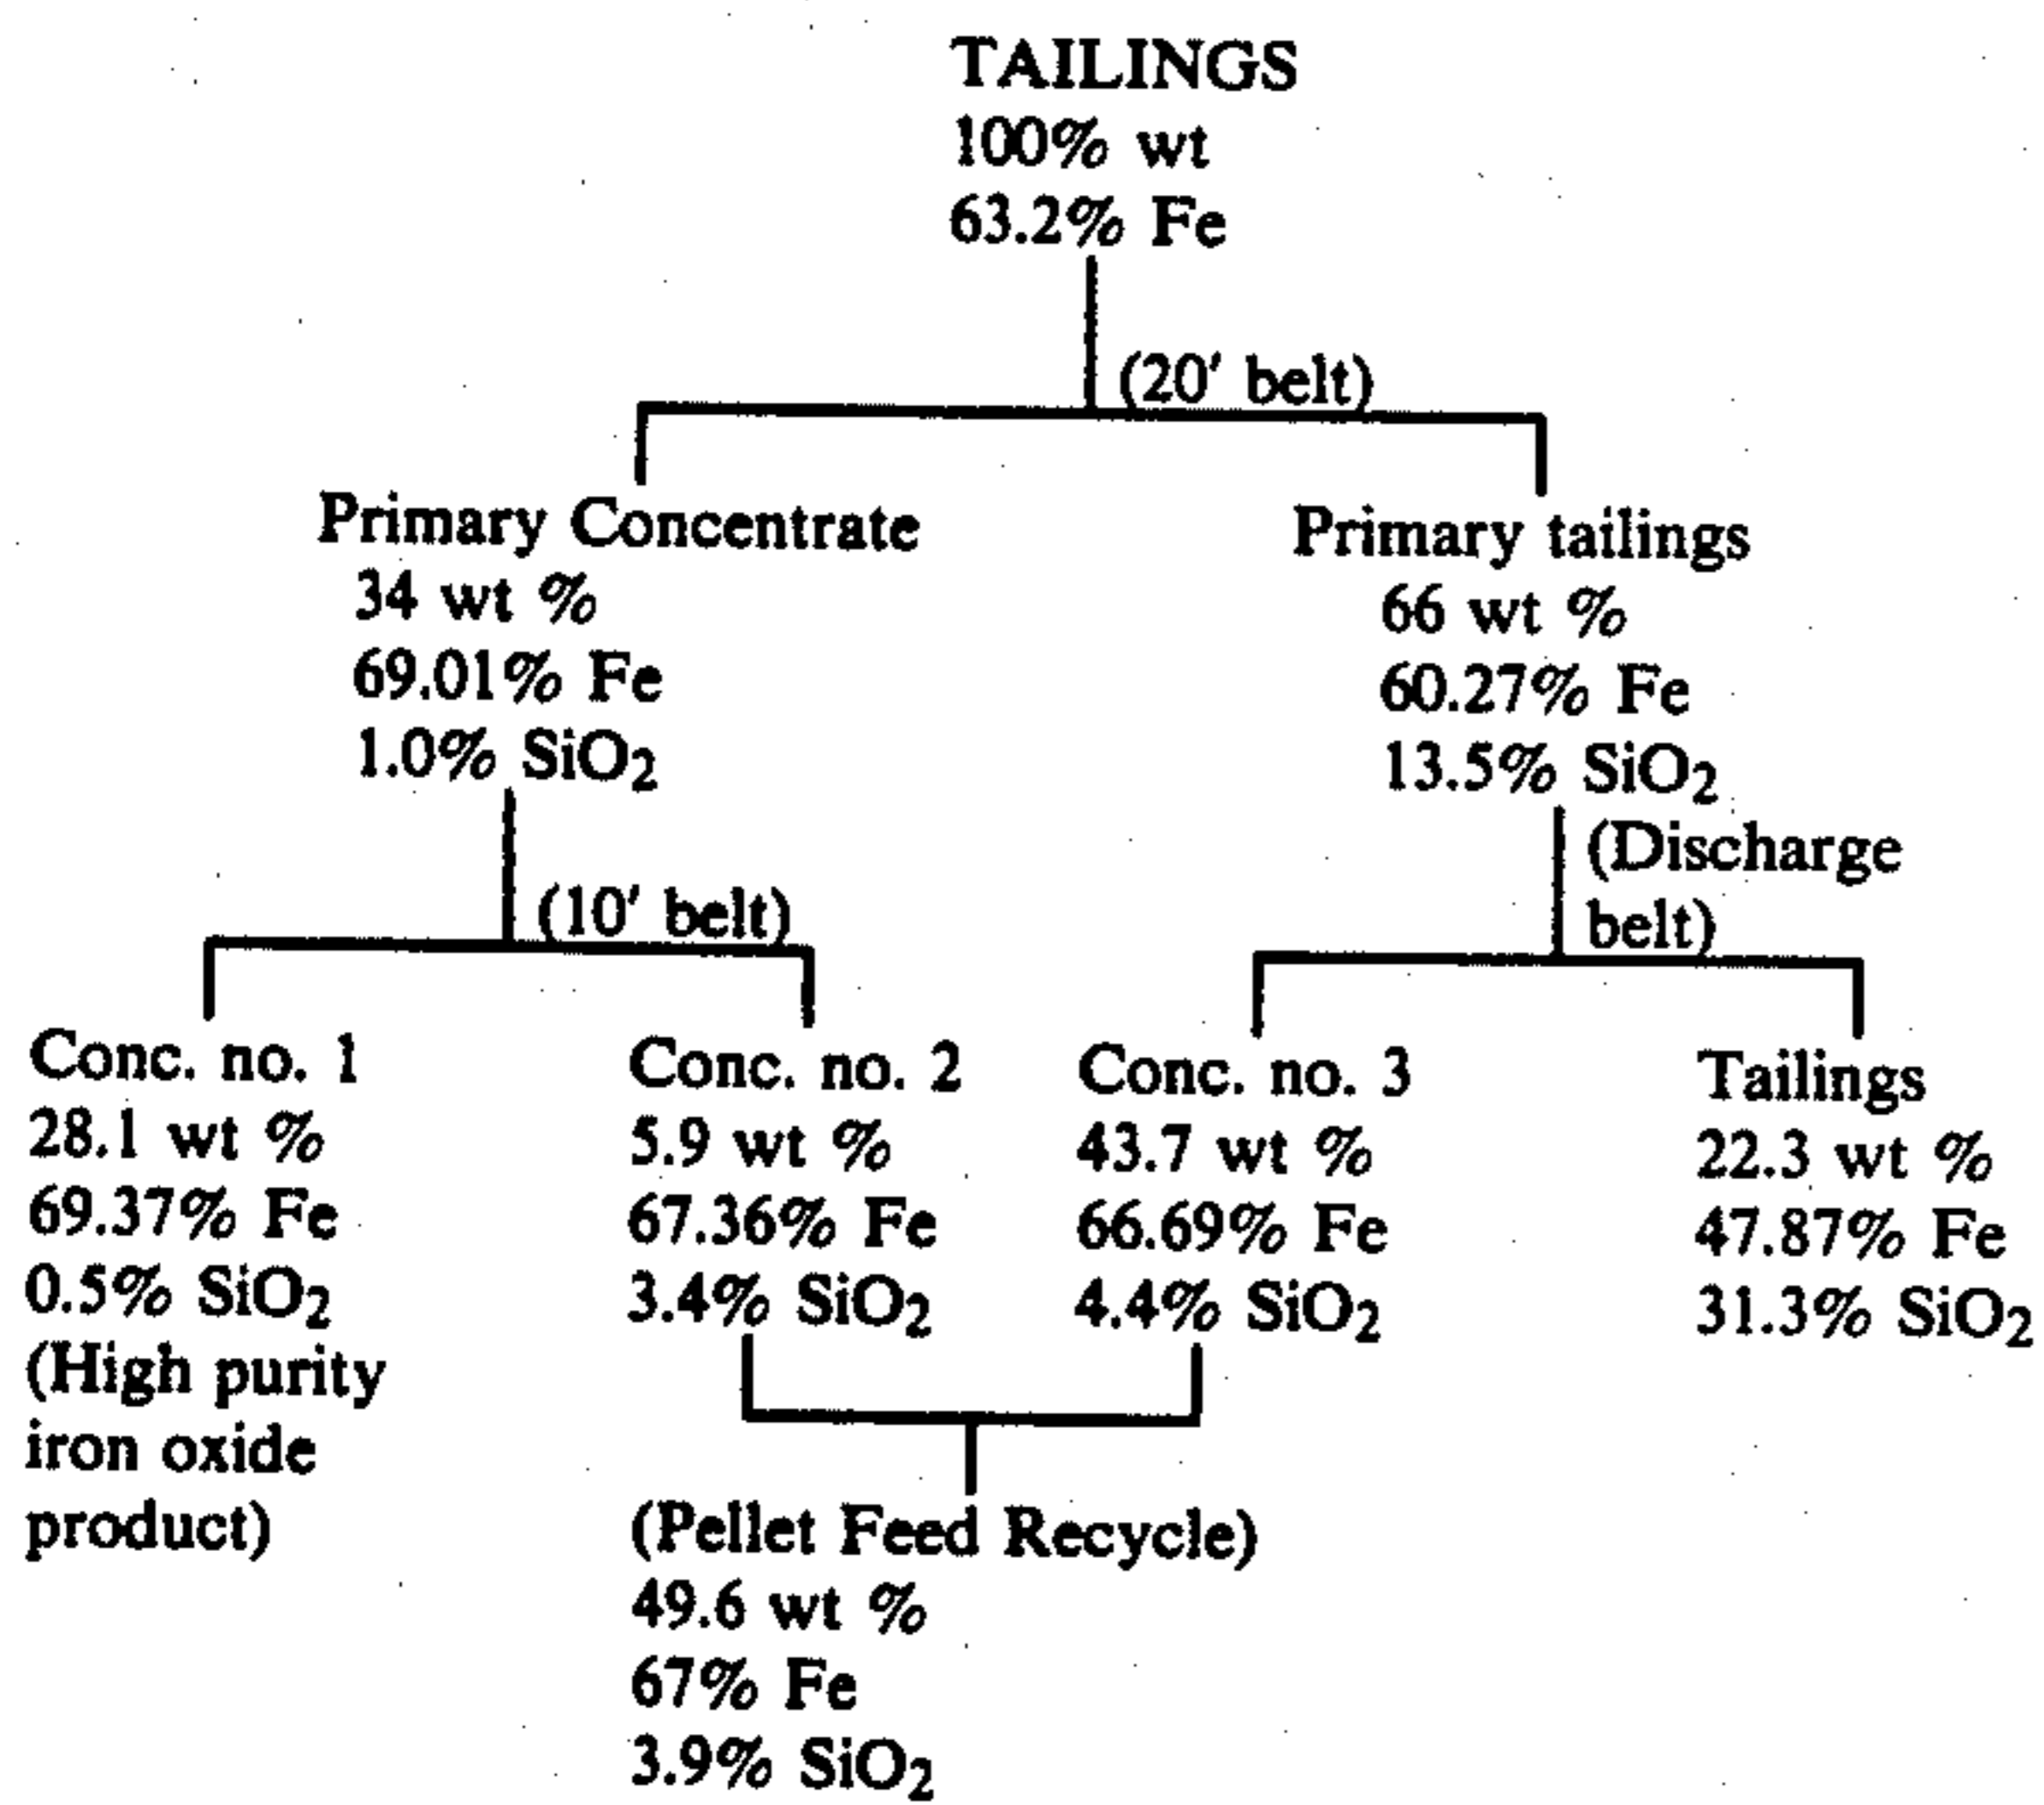 TAILINGS
100% wt
63.2% Fe
(20' belt)
Primary Concentrate
34 wt %
69.01% Fe
1.0% SiO₂
Primary tailings
66 wt %
60.27% Fe
13.5% SiO₂
(10' belt)
(Discharge
belt)
Conc. no. 1
28.1 wt %
69.37% Fe
0.5% SiO₂
(High purity
iron oxide
product)
Conc. no. 2
5.9 wt %
67.36% Fe
3.4% SiO₂
Conc. no. 3
43.7 wt %
66.69% Fe
4.4% SiO₂
Tailings
22.3 wt %
47.87% Fe
31.3% SiO₂
(Pellet Feed Recycle)
49.6 wt %
67% Fe
3.9% SiO₂